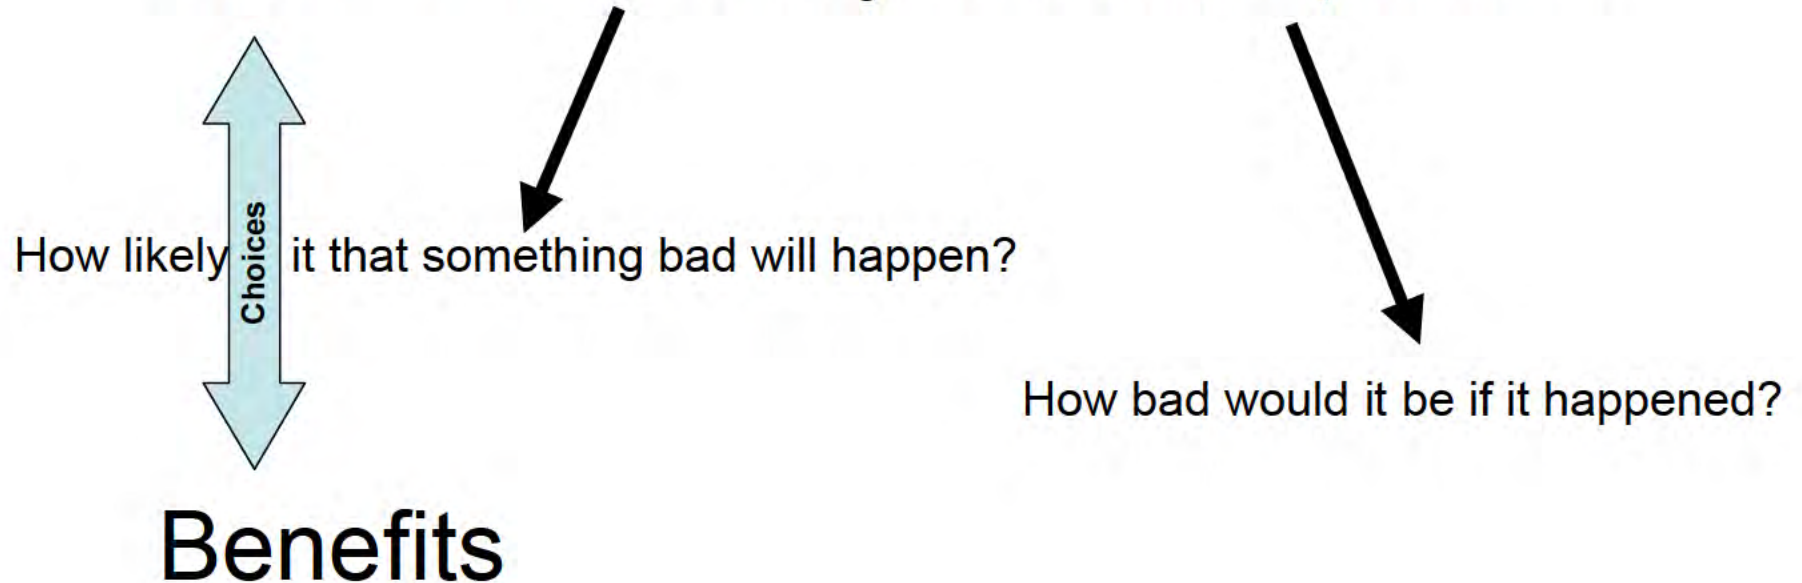 How likely it that something bad will happen?
Choices
How bad would it be if it happened?
Benefits